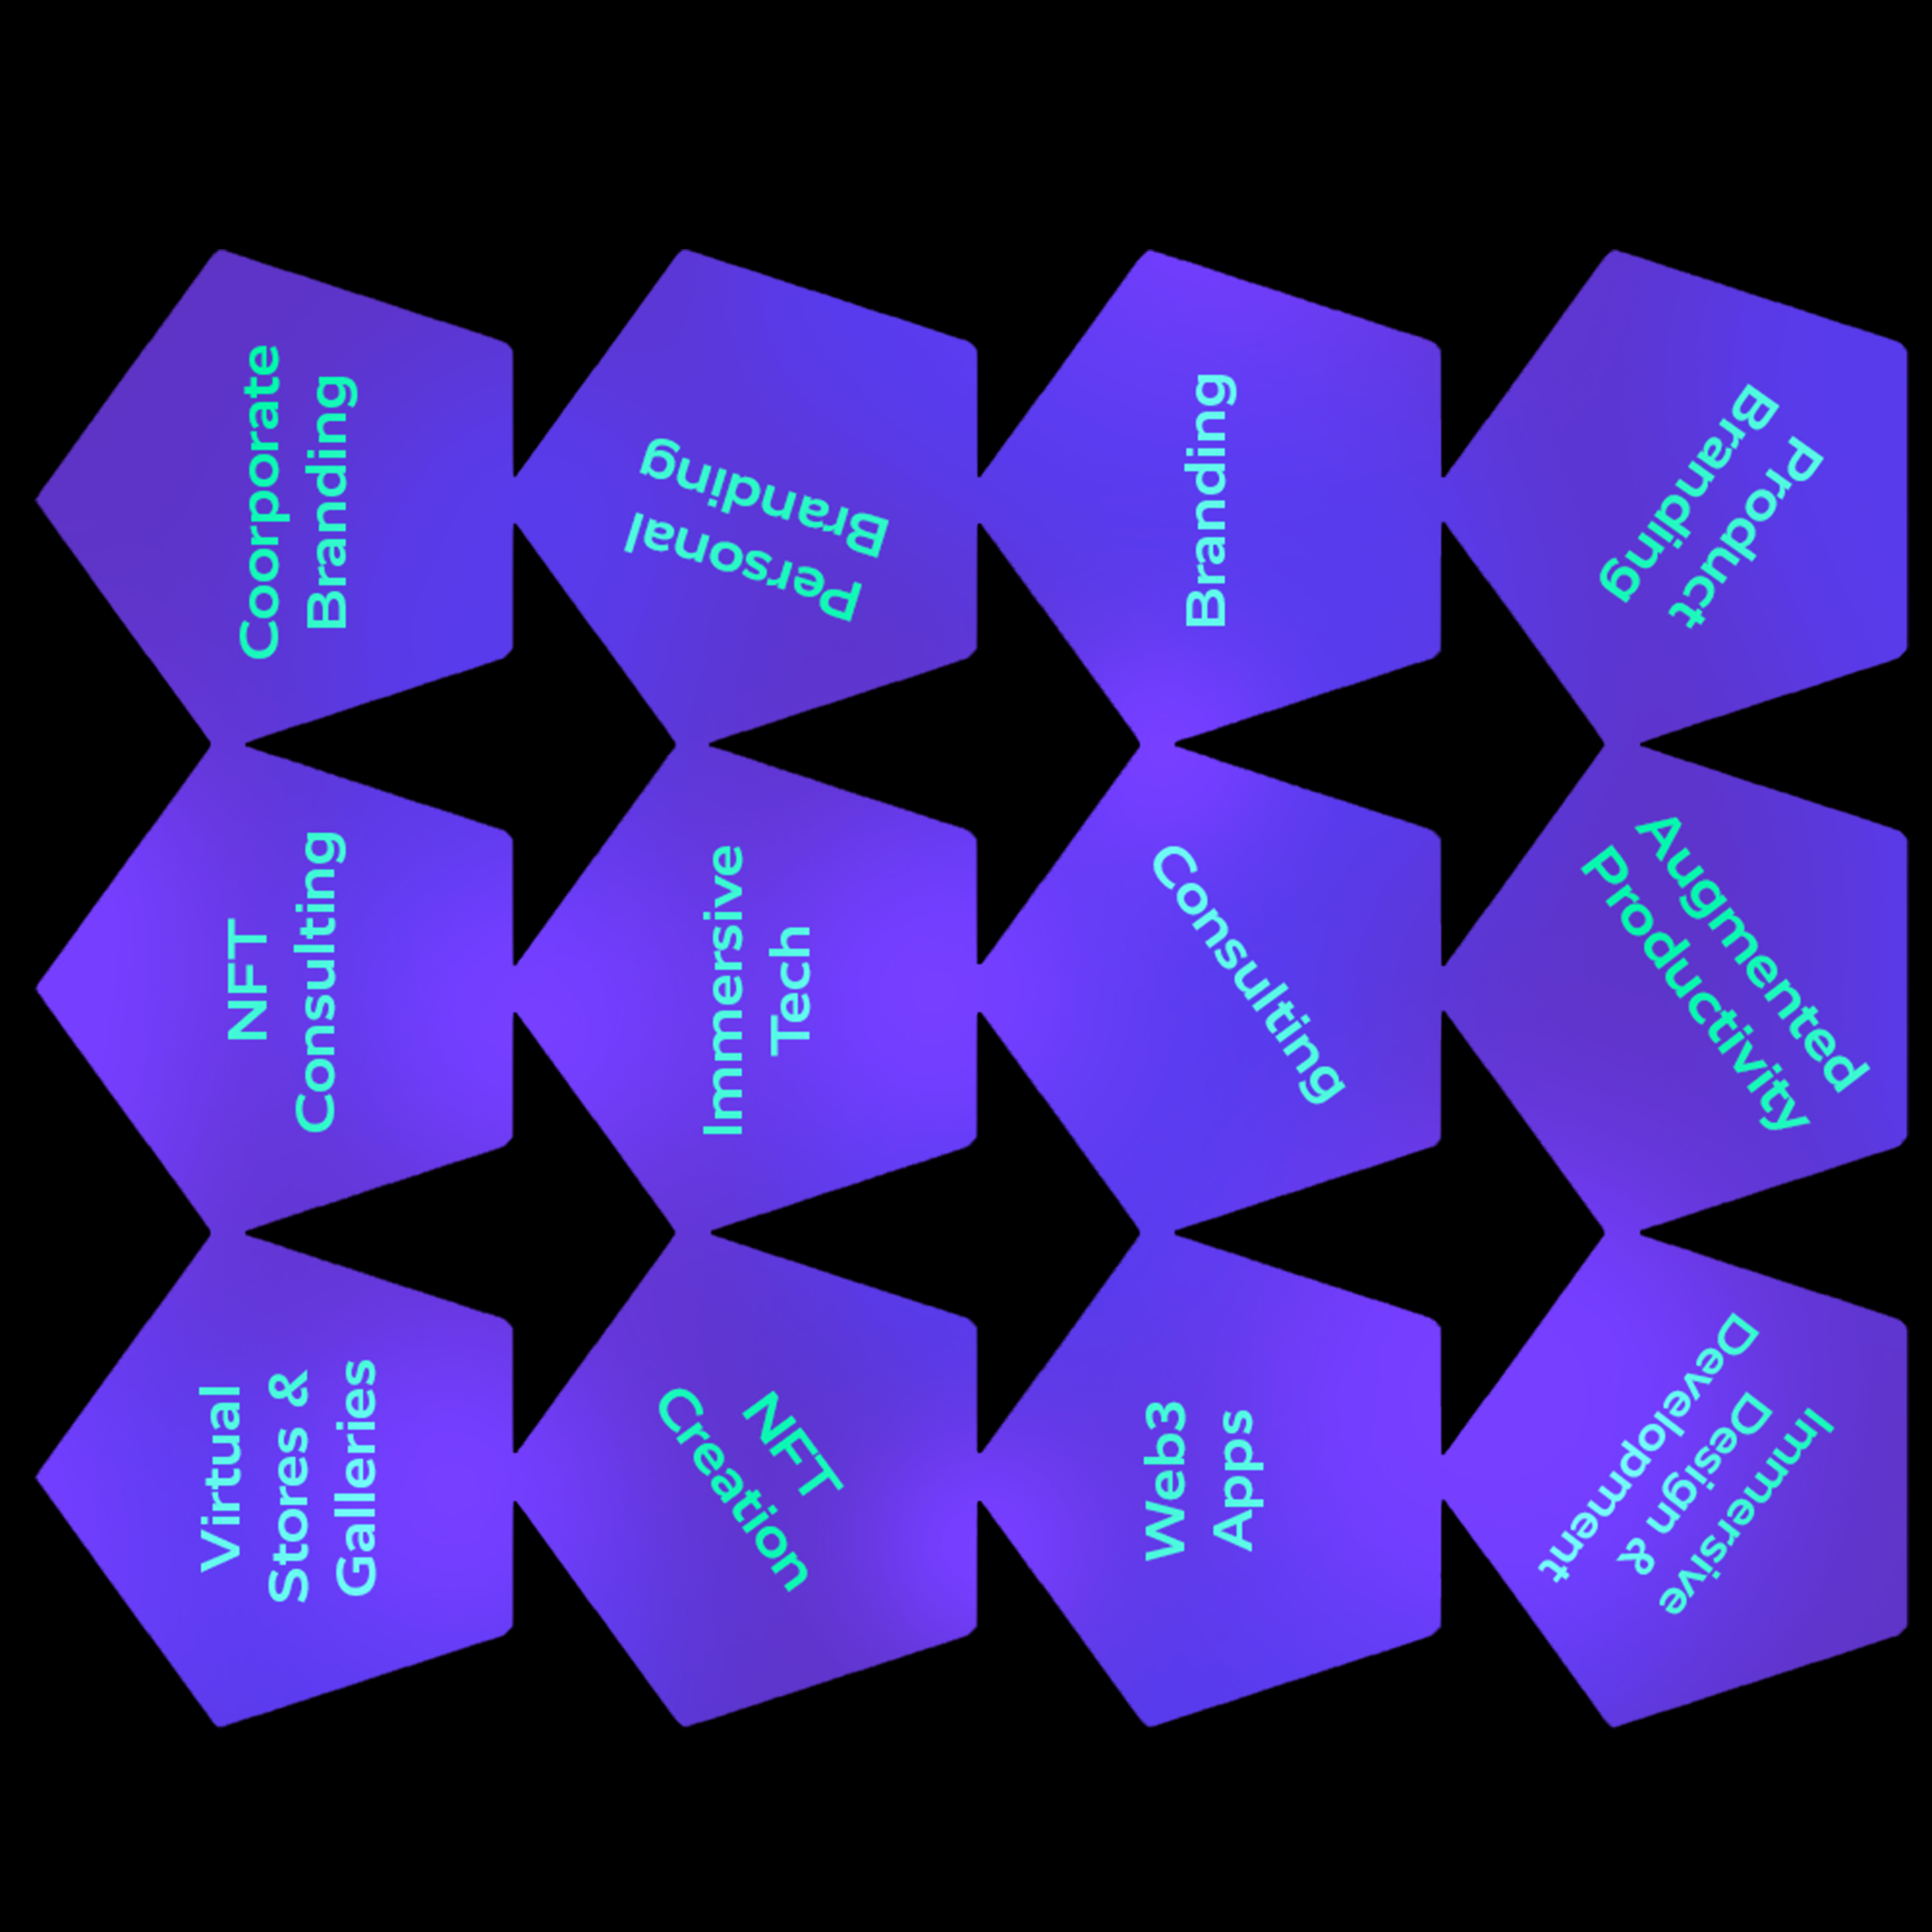 Coorporate
Branding
Personal
Branding
Branding
Product
Branding
NFT
Consulting
Immersive
Tech
Consulting
Augmented
Productivity
Virtual
Stores &
Galleries
NFT
Creation
Web3
Apps
Immersive
Design &
Development